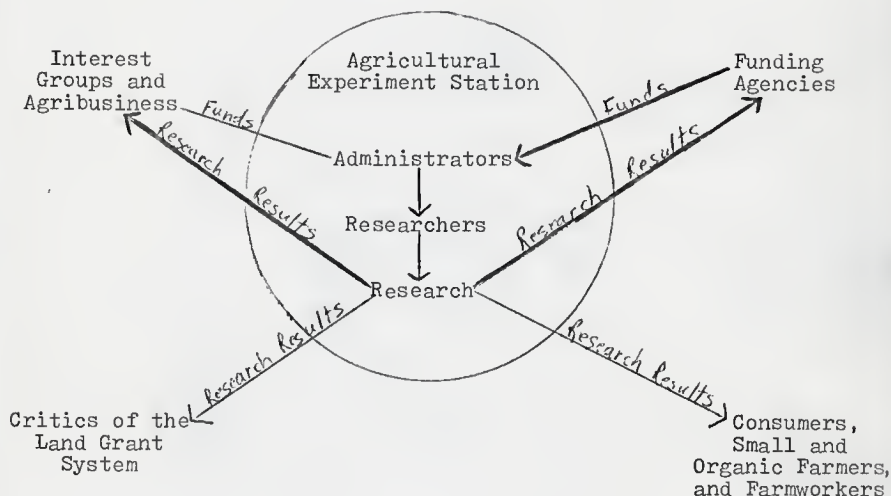 Interest
Groups and
Agribusiness
Agricultural
Experiment Station
Funding
Agencies
Funds
Funds
Administrators
Research Results
Research Results
Researchers
Research
Research Results
Research Results
Critics of the
Land Grant
System
Consumers,
Small and
Organic Farmers,
and Farmworkers